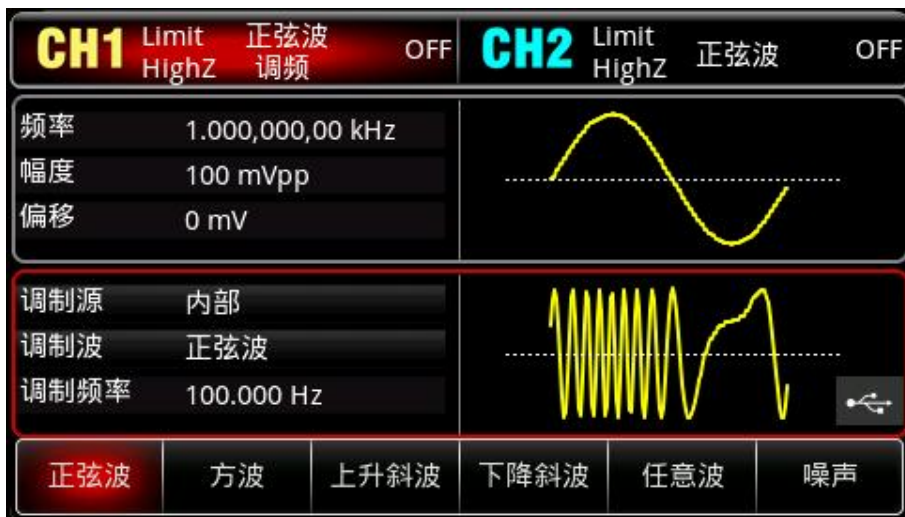 CH1 Limit 正弦波 OFF CH2 Limit 正弦波 OFF
HighZ 调频 HighZ
频率 1.000,000,00 kHz
幅度 100 mVpp
偏移 0 mV
调制源 内部
调制波 正弦波
调制频率 100.000 Hz
正弦波 方波 上升斜波 下降斜波 任意波 噪声